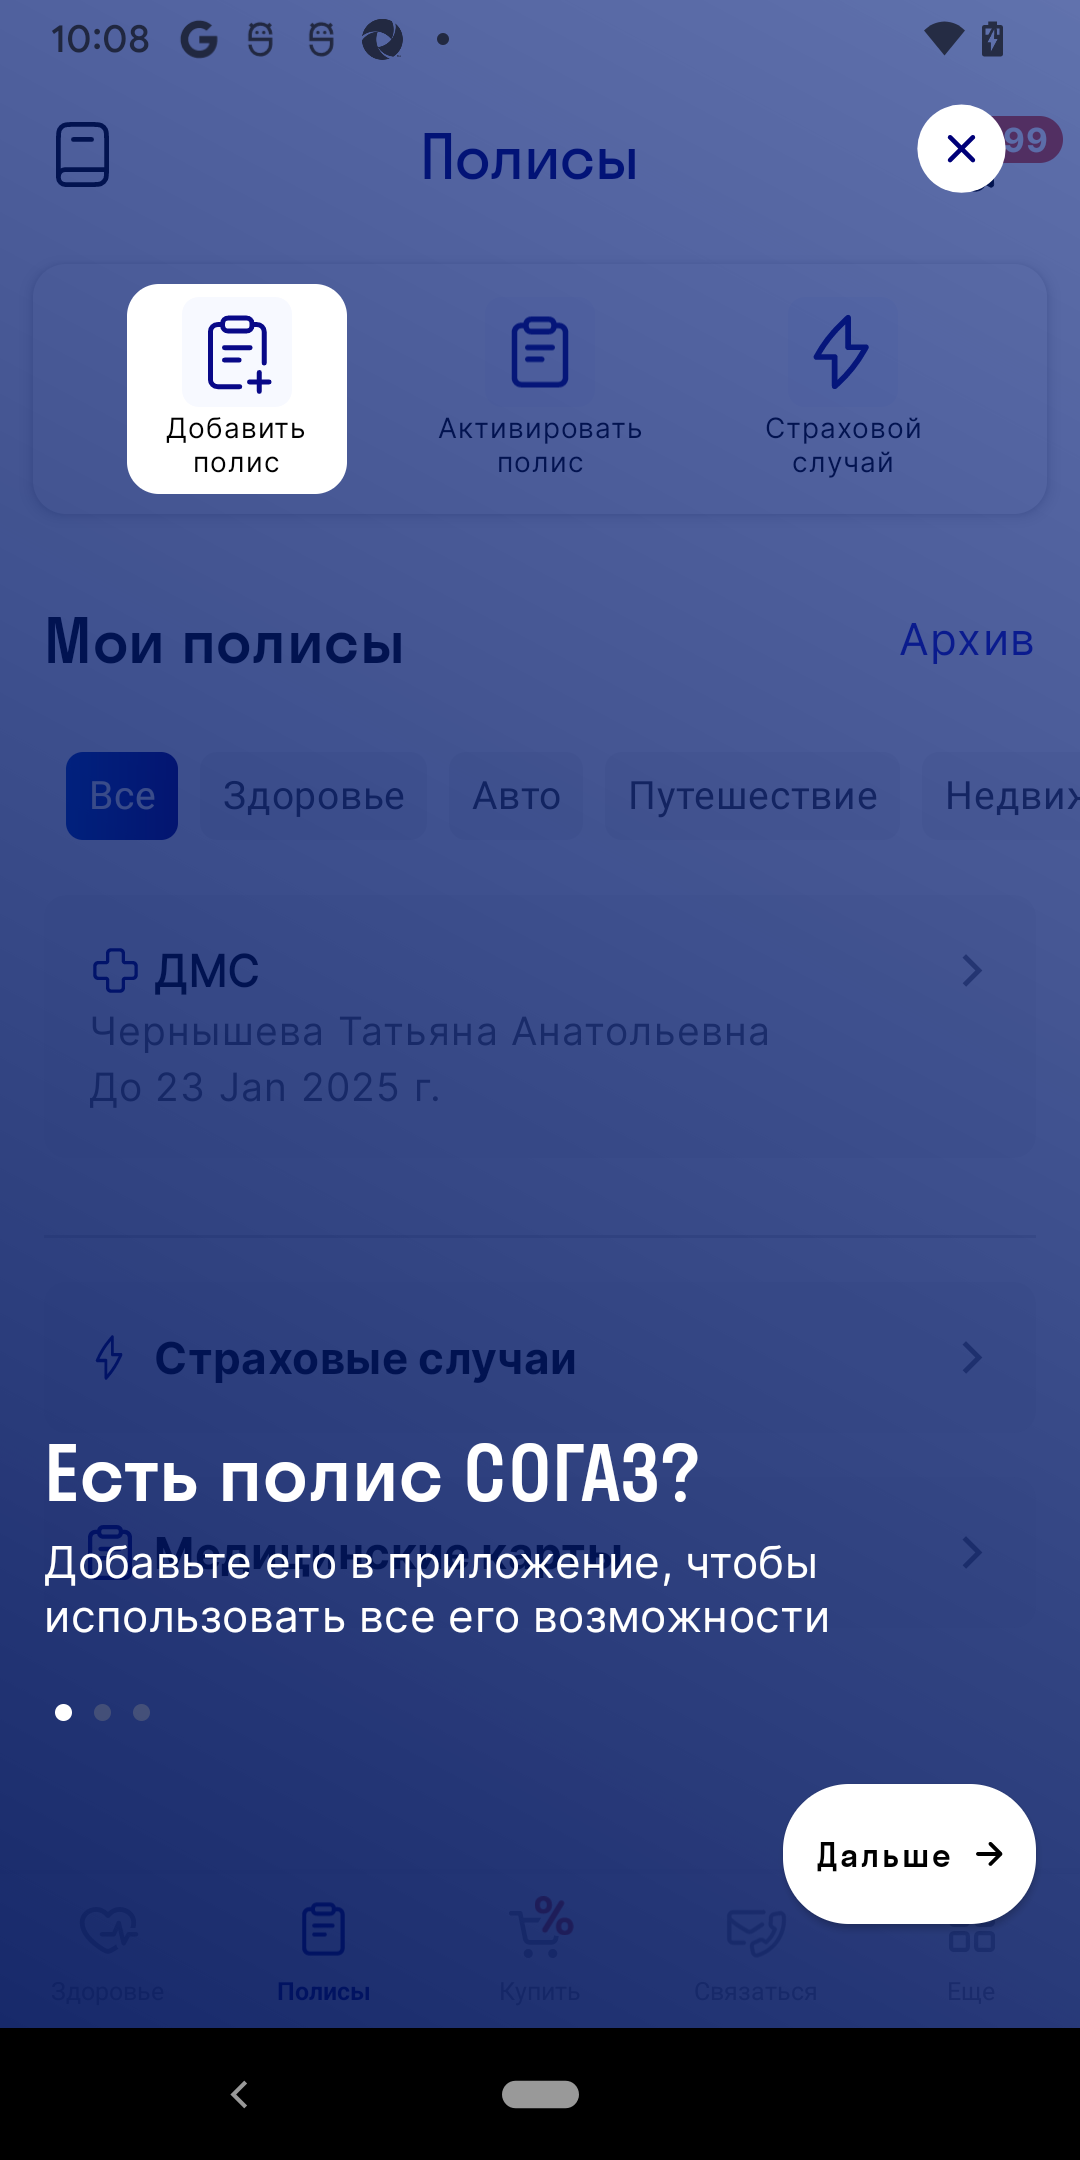 10:08
Полисы
99
Добавить
полис
Активировать
полис
Страховой
случай
Мои полисы
Архив
Все
Здоровье
Авто
Путешествие
ДМС
Чернышева Татьяна Анатольевна
До 23 Jan 2025 г.
Страховые случаи
Есть полис СОГАЗ?
Медицинские карты
Добавьте его в приложение, чтобы
использовать все его возможности
Дальше
Здоровье
Полисы
Купить
Связаться
Еще